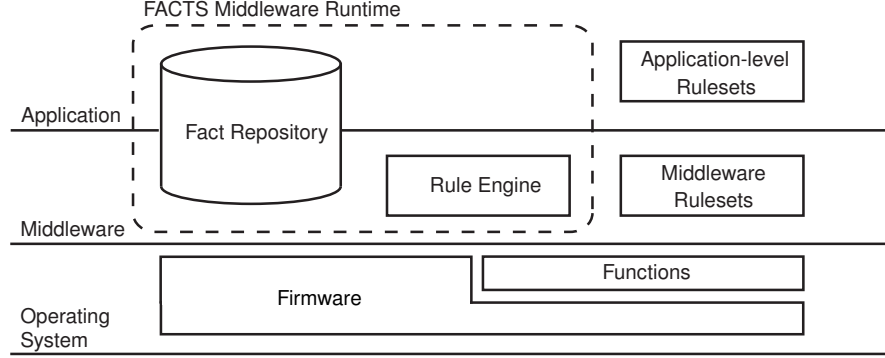 FACTS Middleware Runtime
Application-level
Rulesets
Application
Fact Repository
Rule Engine
Middleware
Rulesets
Middleware
Functions
Firmware
Operating
System